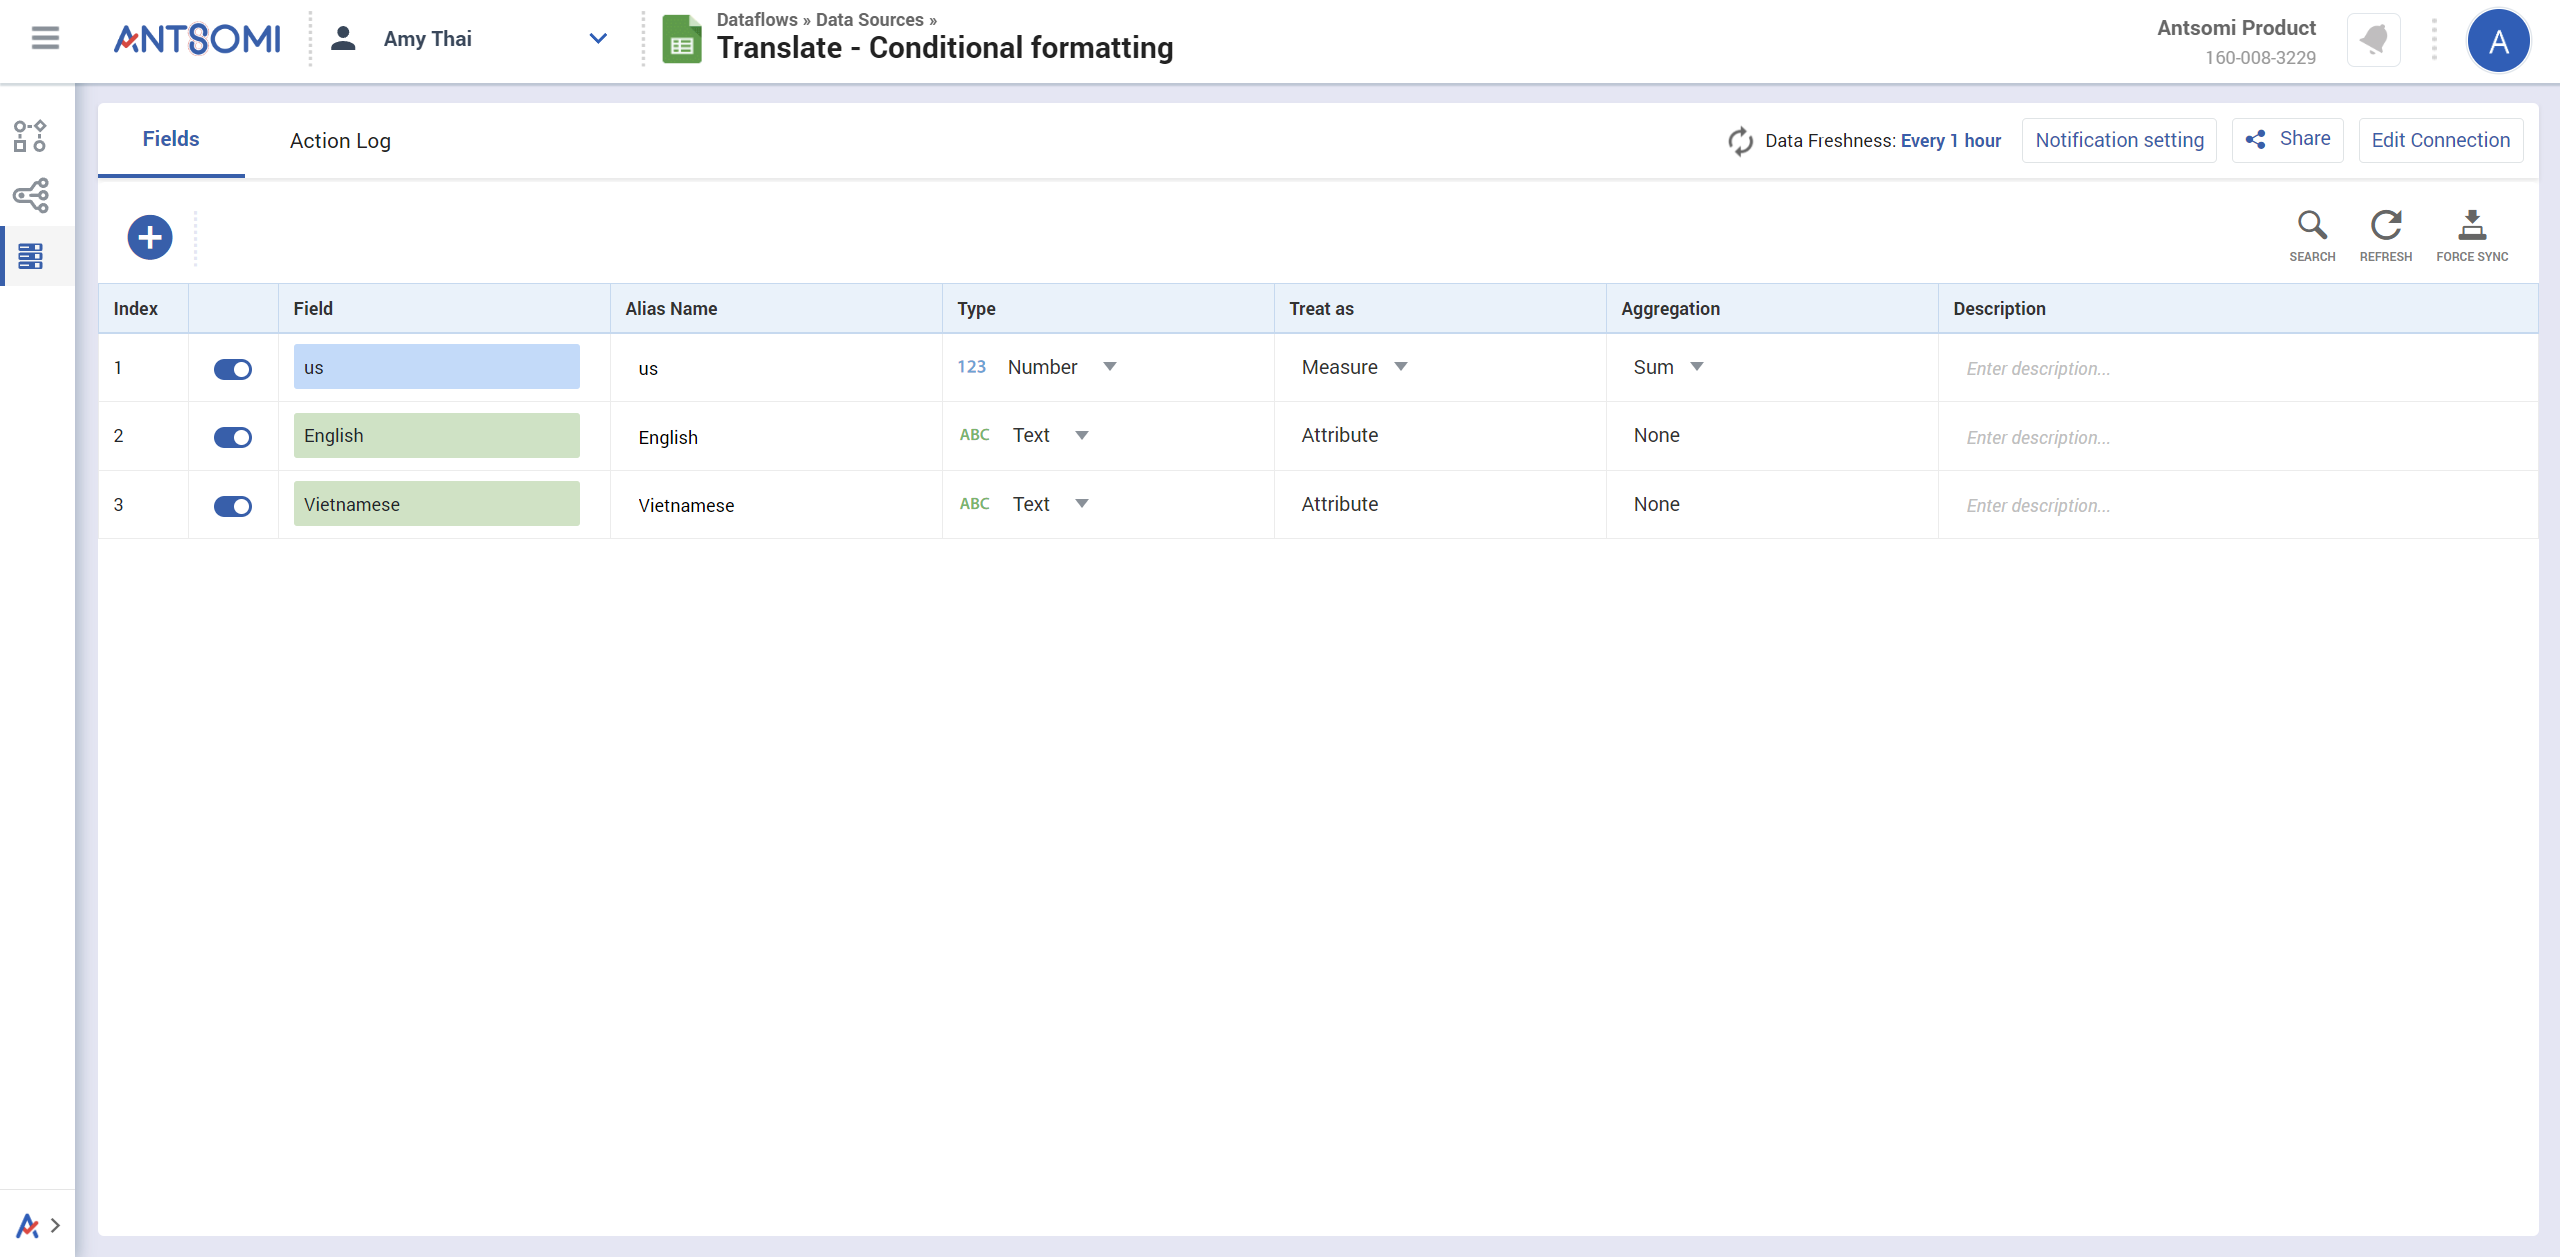 ANTSOMI
Amy Thai
Dataflows » Data Sources »
Translate - Conditional formatting
Antsomi Product
160-008-3229
A
Fields
Action Log
Data Freshness: Every 1 hour
Notification setting
Share
Edit Connection
SEARCH
REFRESH
FORCE SYNC
Index Field Alias Name Type Treat as Aggregation Description
1 us us 123 Number Measure Sum Enter description...
2 English English ABC Text Attribute None Enter description...
3 Vietnamese Vietnamese ABC Text Attribute None Enter description...